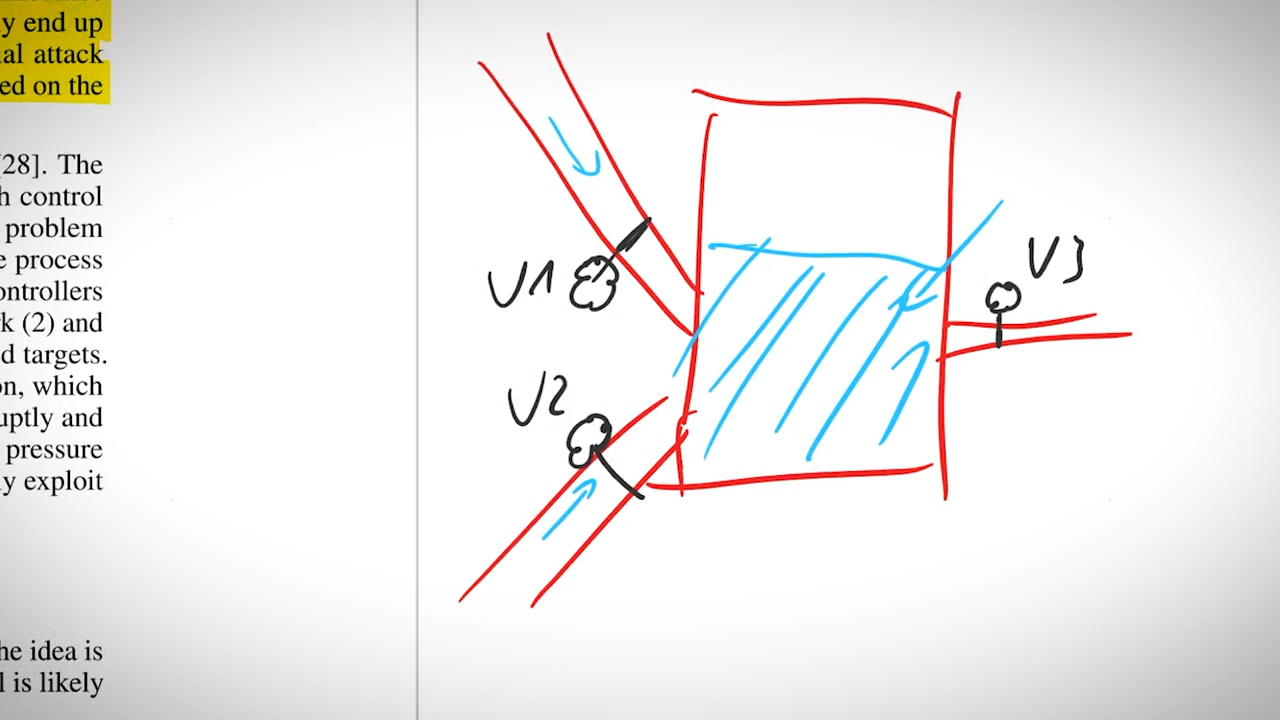 y end up
al attack
ed on the
[28]. The
h control
problem
e process
ontrollers
k (2) and
d targets.
on, which
uptly and
pressure
y exploit
he idea is
l is likely
V1
V2
V3